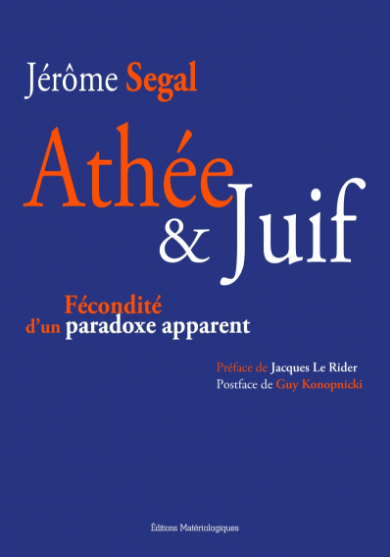 Jérôme Segal
Athée
& Juif
Fécondité
d'un paradoxe apparent
Préface de Jacques Le Rider
Postface de Guy Konopnicki
Éditions Matériologiques